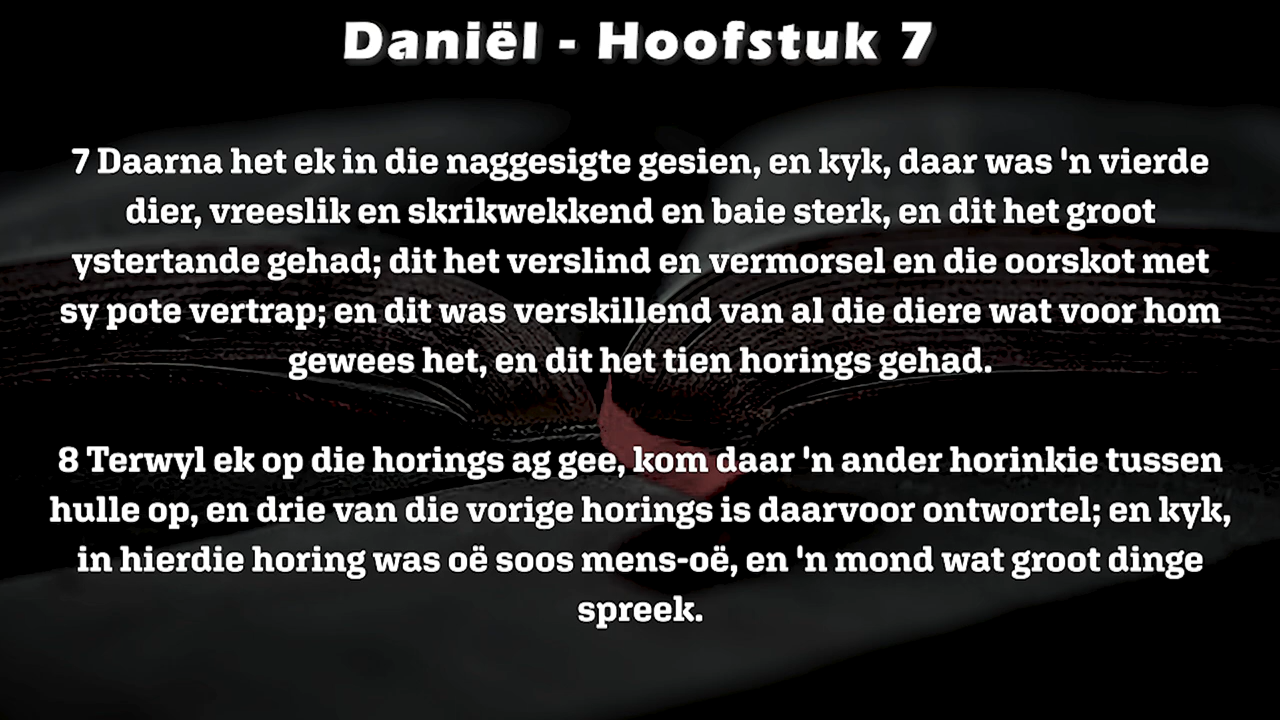 Daniël - Hoofstuk 7
7 Daarna het ek in die naggesigte gesien, en kyk, daar was 'n vierde
dier, vreeslik en skrikwekkend en baie sterk, en dit het groot
ystertande gehad; dit het verslind en vermorsel en die oorskot met
sy pote vertrap; en dit was verskillend van al die diere wat voor hom
gewees het, en dit het tien horings gehad.
8 Terwyl ek op die horings ag gee, kom daar 'n ander horinkie tussen
hulle op, en drie van die vorige horings is daarvoor ontwortel; en kyk,
in hierdie horing was oë soos mens-oë, en 'n mond wat groot dinge
spreek.